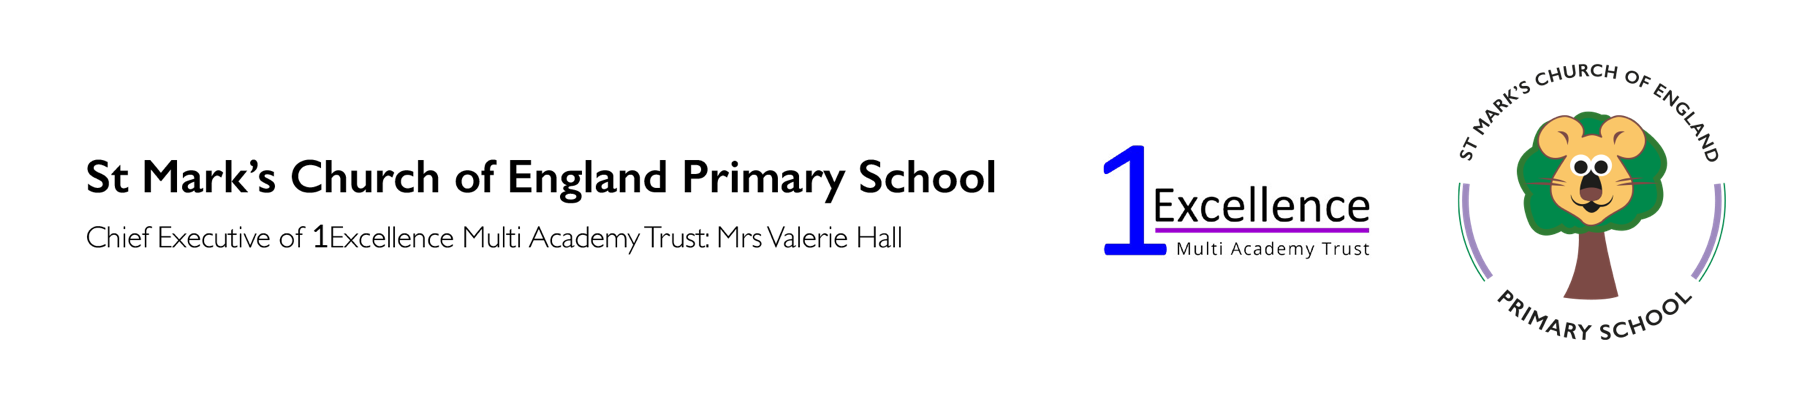 St Mark’s Church of England Primary School
Chief Executive of 1Excellence Multi Academy Trust: Mrs Valerie Hall
1Excellence
Multi Academy Trust
ST MARK’S CHURCH OF ENGLAND
PRIMARY SCHOOL